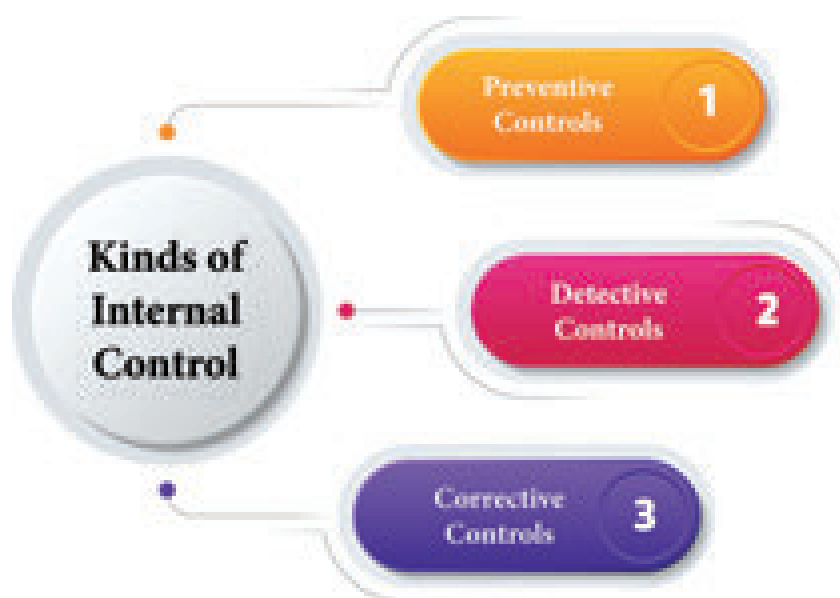 Preventive
Controls
1
Kinds of
Internal
Control
Detective
Controls
2
Corrective
Controls
3